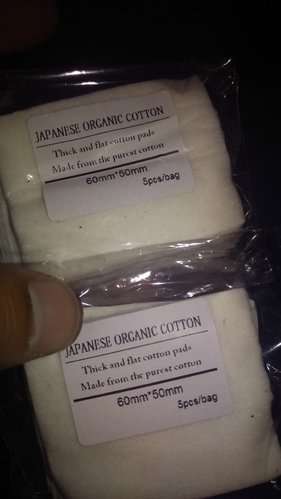 JAPANESE ORGANIC COTTON
Thick and flat cotton pads
Made from the purest cotton
60mm*50mm
5pcs/bag
JAPANESE ORGANIC COTTON
Thick and flat cotton pads
Made from the purest cotton
60mm*50mm
5pcs/bag